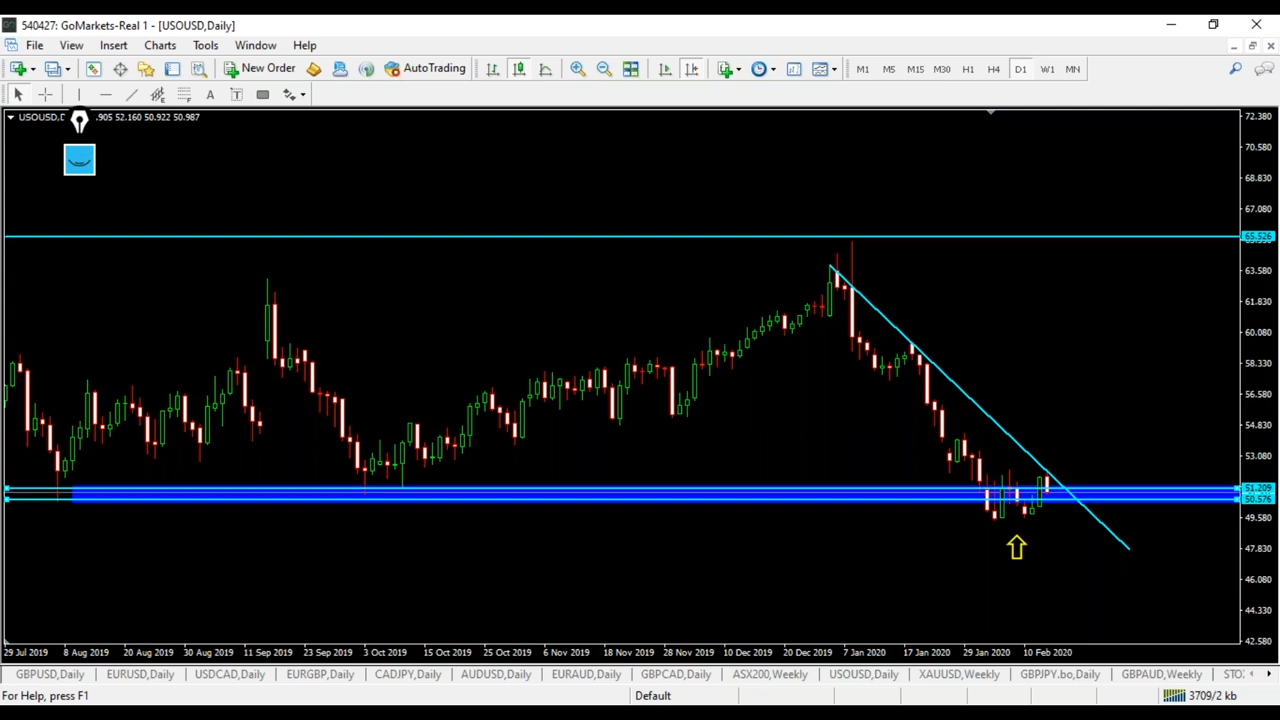 540427: GoMarkets-Real 1 - [USOUSD,Daily]
File View Insert Charts Tools Window Help
New Order AutoTrading M1 M5 M15 M30 H1 H4 D1 W1 MN
A T
USOUSD,D .905 52.160 50.922 50.987
72.380
70.580
68.830
67.080
65.526
63.580
61.830
60.080
58.330
56.580
54.830
53.080
51.209
50.576
49.580
47.830
46.080
44.330
42.580
29 Jul 2019 8 Aug 2019 20 Aug 2019 30 Aug 2019 11 Sep 2019 23 Sep 2019 3 Oct 2019 15 Oct 2019 25 Oct 2019 6 Nov 2019 18 Nov 2019 28 Nov 2019 10 Dec 2019 20 Dec 2019 7 Jan 2020 17 Jan 2020 29 Jan 2020 10 Feb 2020
GBPUSD,Daily EURUSD,Daily USDCAD,Daily EURGBP,Daily CADJPY,Daily AUDUSD,Daily EURAUD,Daily GBPCAD,Daily ASX200,Weekly USOUSD,Daily XAUUSD,Weekly GBPJPY.bo,Daily GBPAUD,Weekly STO
For Help, press F1 Default 3709/2 kb